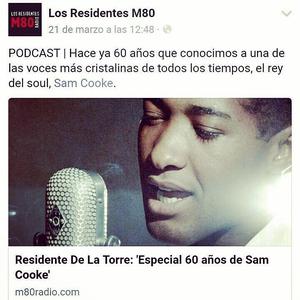 LOS RESIDENTES
M80
RADIO
Los Residentes M80
21 de marzo a las 12:48 ·
PODCAST | Hace ya 60 años que conocimos a una de
las voces más cristalinas de todos los tiempos, el rey
del soul, Sam Cooke.
Residente De La Torre: 'Especial 60 años de Sam
Cooke'
m80radio.com